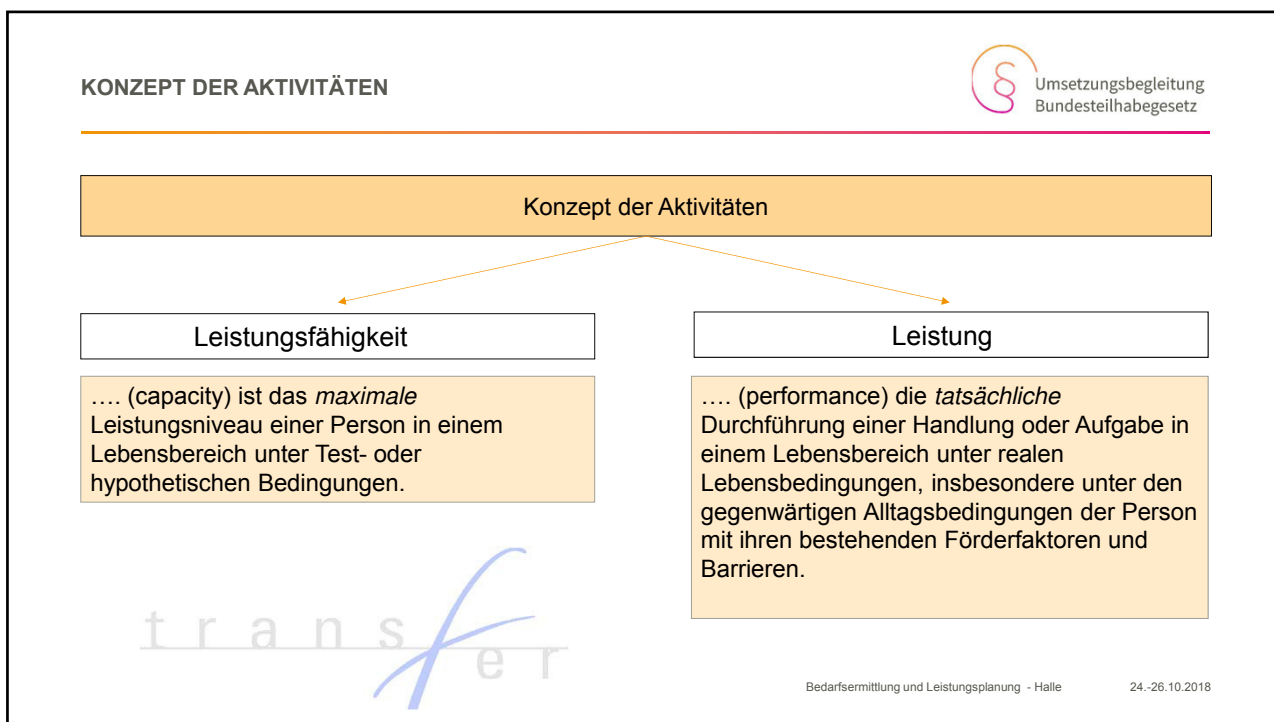 KONZEPT DER AKTIVITÄTEN
Umsetzungsbegleitung
Bundesteilhabegesetz
Konzept der Aktivitäten
Leistungsfähigkeit
Leistung
…. (capacity) ist das maximale
Leistungsniveau einer Person in einem
Lebensbereich unter Test- oder
hypothetischen Bedingungen.
…. (performance) die tatsächliche
Durchführung einer Handlung oder Aufgabe in
einem Lebensbereich unter realen
Lebensbedingungen, insbesondere unter den
gegenwärtigen Alltagsbedingungen der Person
mit ihren bestehenden Förderfaktoren und
Barrieren.
transfer
Bedarfsermittlung und Leistungsplanung - Halle 24.-26.10.2018